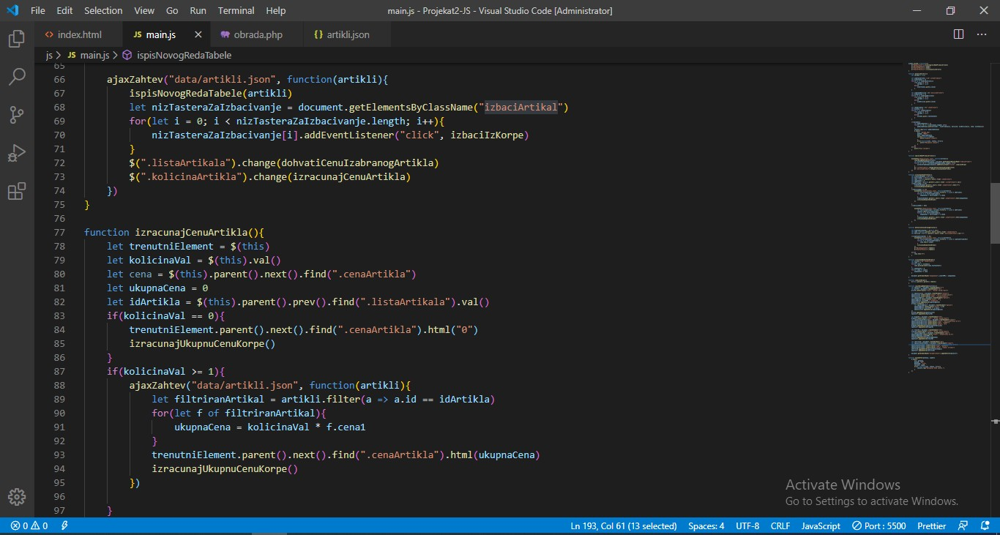 File Edit Selection View Go Run Terminal Help main.js - Projekat2-JS - Visual Studio Code [Administrator]
index.html JS main.js obrada.php {} artikli.json
js > JS main.js > ispisNovogRedaTabele
65
66 ajaxZahtev("data/artikli.json", function(artikli){
67 ispisNovogRedaTabele(artikli)
68 let nizTasteraZaIzbacivanje = document.getElementsByClassName("izbaciArtikal")
69 for(let i = 0; i < nizTasteraZaIzbacivanje.length; i++){
70 nizTasteraZaIzbacivanje[i].addEventListener("click", izbaciIzKorpe)
71 }
72 $(".listaArtikala").change(dohvatiCenuIzabranogArtikla)
73 $(".kolicinaArtikla").change(izracunajCenuArtikla)
74 })
75 }
76
77 function izracunajCenuArtikla(){
78 let trenutniElement = $(this)
79 let kolicinaVal = $(this).val()
80 let cena = $(this).parent().next().find(".cenaArtikla")
81 let ukupnaCena = 0
82 let idArtikla = $(this).parent().prev().find(".listaArtikala").val()
83 if(kolicinaVal == 0){
84 trenutniElement.parent().next().find(".cenaArtikla").html("0")
85 izracunajUkupnuCenuKorpe()
86 }
87 if(kolicinaVal >= 1){
88 ajaxZahtev("data/artikli.json", function(artikli){
89 let filtriranArtikal = artikli.filter(a => a.id == idArtikla)
90 for(let f of filtriranArtikal){
91 ukupnaCena = kolicinaVal * f.cena1
92 }
93 trenutniElement.parent().next().find(".cenaArtikla").html(ukupnaCena)
94 izracunajUkupnuCenuKorpe()
95 })
96
97 }
Activate Windows
Go to Settings to activate Windows.
0 0 Ln 193, Col 61 (13 selected) Spaces: 4 UTF-8 CRLF JavaScript Port : 5500 Prettier